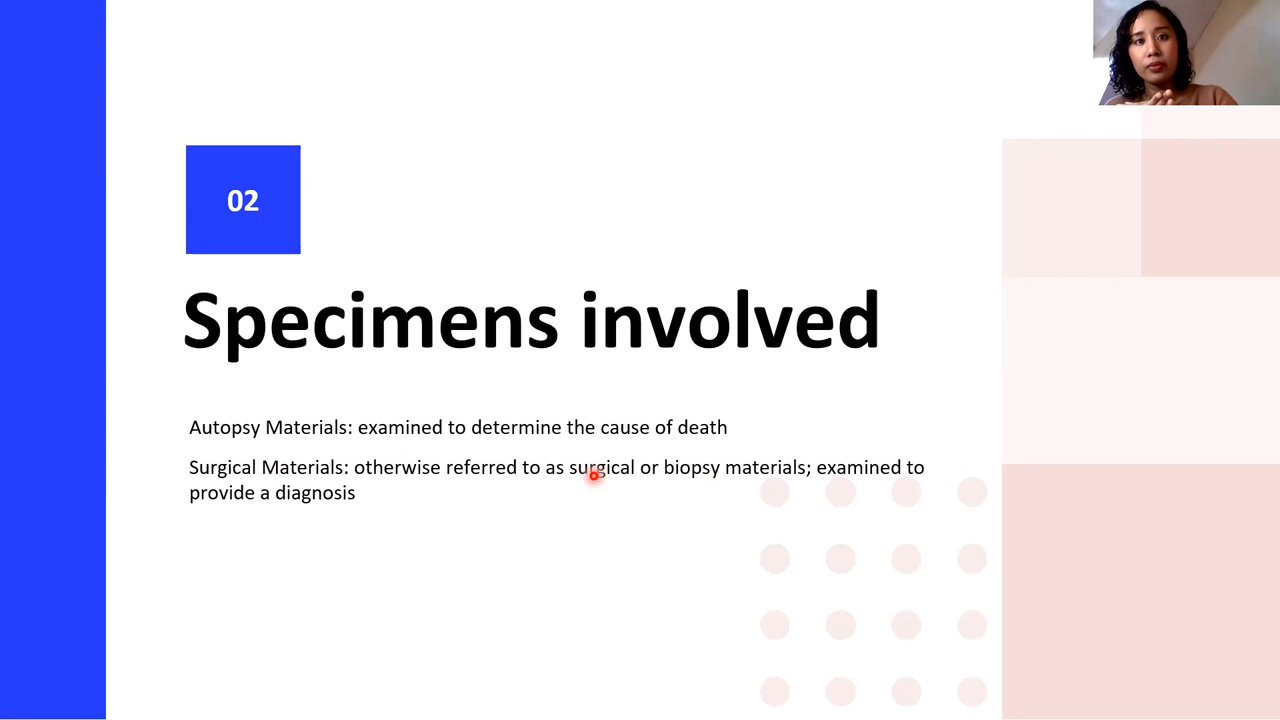 02
Specimens involved
Autopsy Materials: examined to determine the cause of death
Surgical Materials: otherwise referred to as surgical or biopsy materials; examined to
provide a diagnosis